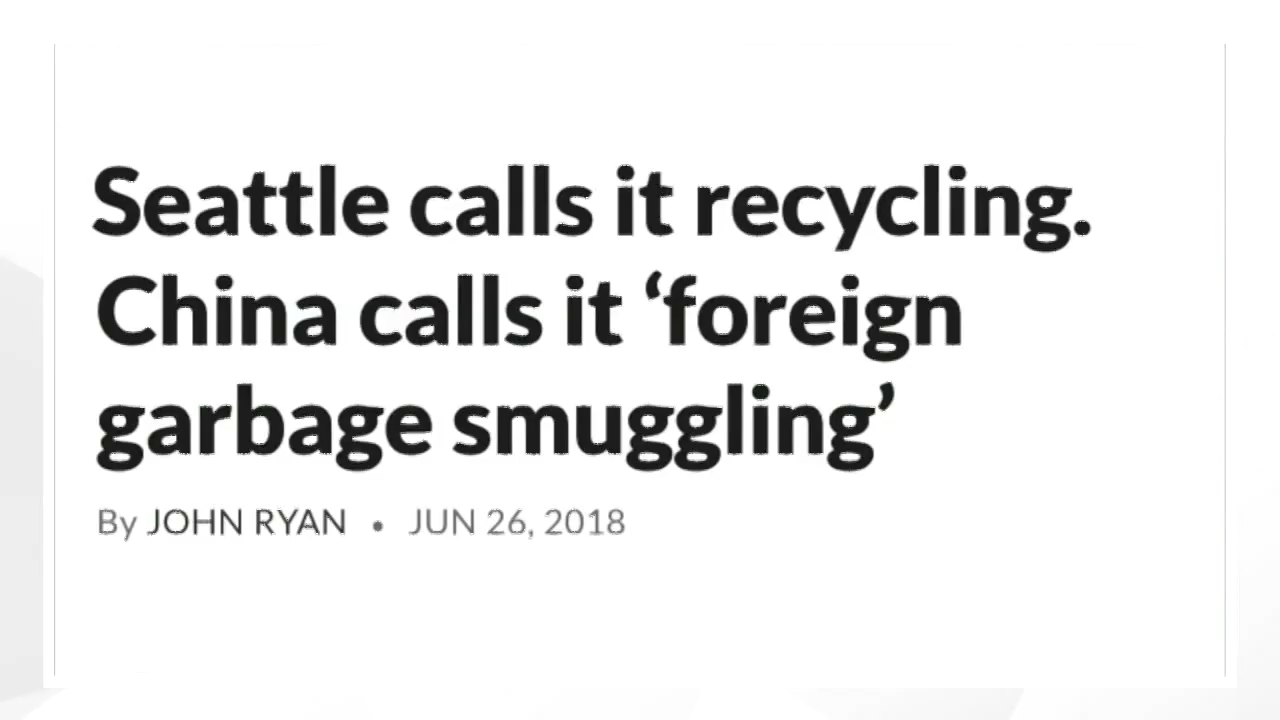 Seattle calls it recycling.
China calls it ‘foreign
garbage smuggling’
By JOHN RYAN • JUN 26, 2018